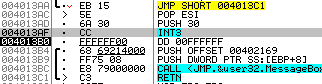 004013AA EB 15 JMP SHORT 004013C1
004013AC 5E POP ESI
004013AD 6A 30 PUSH 30
004013AF CC INT3
004013B0 FFFFFF00 DD 00FFFFFF
004013B4 68 69214000 PUSH OFFSET 00402169
004013B9 FF75 08 PUSH DWORD PTR SS:[EBP+8]
004013BC E8 79000000 CALL <JMP.&user32.MessageBox
004013C1 C3 RETN